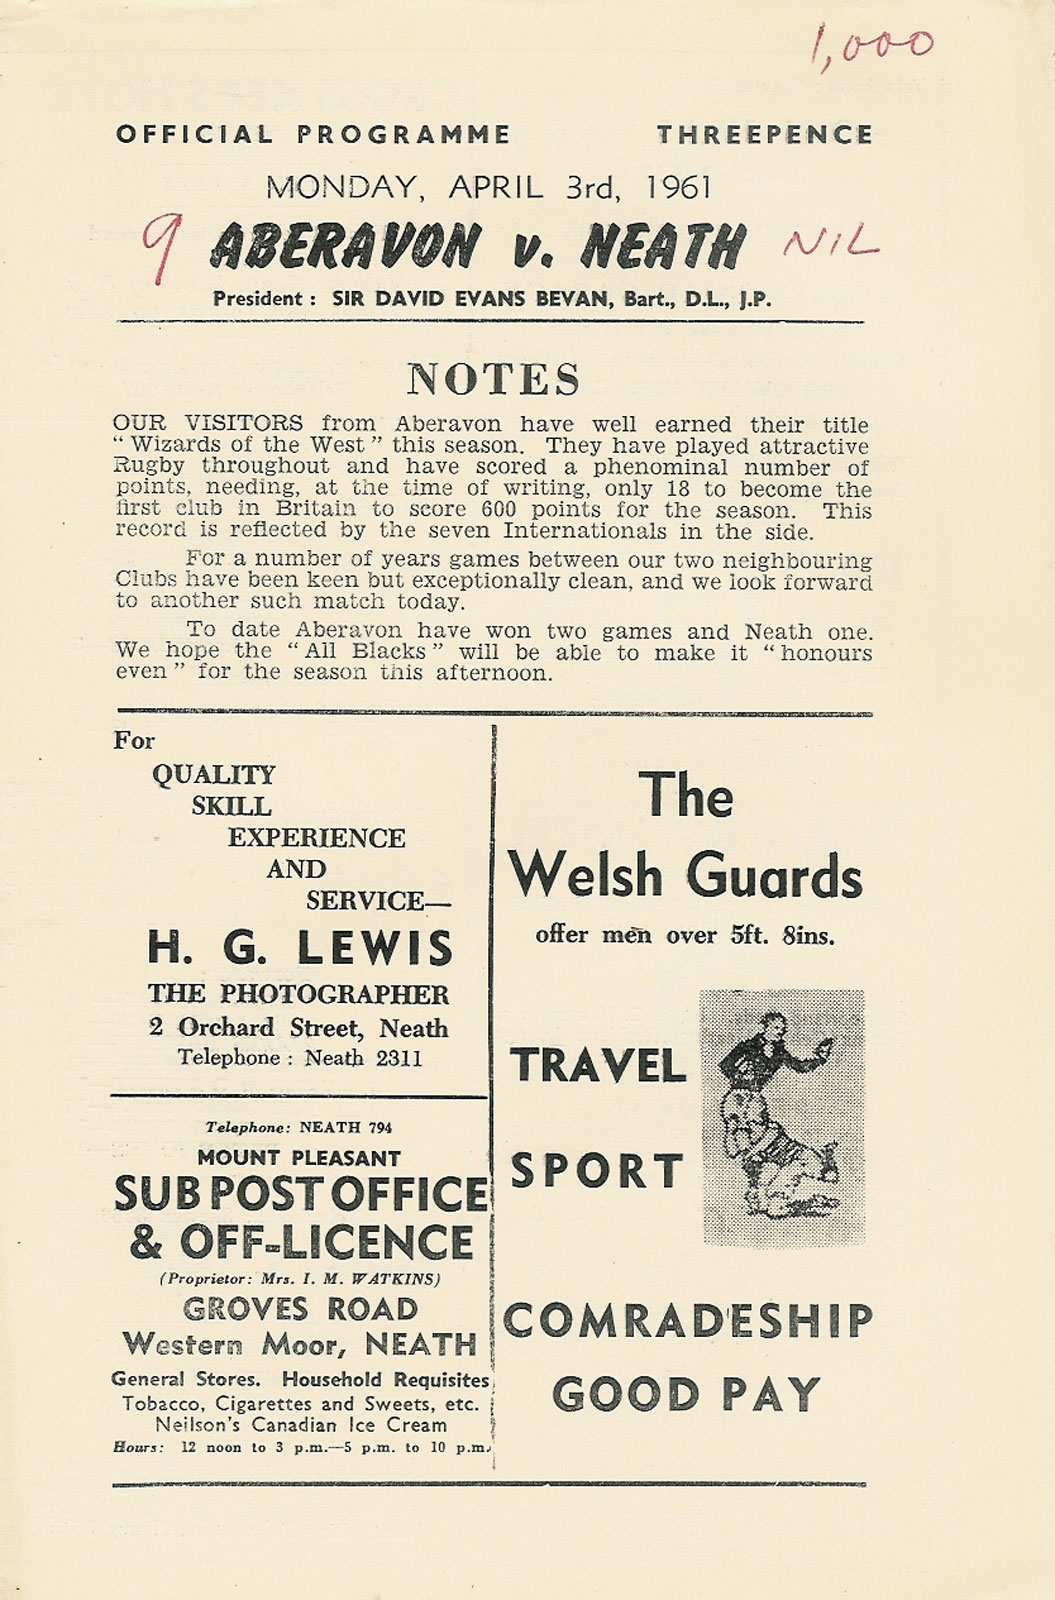 1,000
OFFICIAL PROGRAMME THREEPENCE
MONDAY, APRIL 3rd, 1961
9 ABERAVON v. NEATH NIL
President : SIR DAVID EVANS BEVAN, Bart., D.L., J.P.
NOTES
OUR VISITORS from Aberavon have well earned their title
“ Wizards of the West ” this season. They have played attractive
Rugby throughout and have scored a phenominal number of
points, needing, at the time of writing, only 18 to become the
first club in Britain to score 600 points for the season. This
record is reflected by the seven Internationals in the side.
For a number of years games between our two neighbouring
Clubs have been keen but exceptionally clean, and we look forward
to another such match today.
To date Aberavon have won two games and Neath one.
We hope the “ All Blacks ” will be able to make it “ honours
even ” for the season this afternoon.
For
QUALITY
SKILL
EXPERIENCE
AND
SERVICE—
H. G. LEWIS
THE PHOTOGRAPHER
2 Orchard Street, Neath
Telephone : Neath 2311
Telephone: NEATH 794
MOUNT PLEASANT
SUB POST OFFICE
& OFF-LICENCE
(Proprietor: Mrs. I. M. WATKINS)
GROVES ROAD
Western Moor, NEATH
General Stores. Household Requisites
Tobacco, Cigarettes and Sweets, etc.
Neilson's Canadian Ice Cream
Hours: 12 noon to 3 p.m.—5 p.m. to 10 p.m.
The
Welsh Guards
offer men over 5ft. 8ins.
TRAVEL
SPORT
COMRADESHIP
GOOD PAY